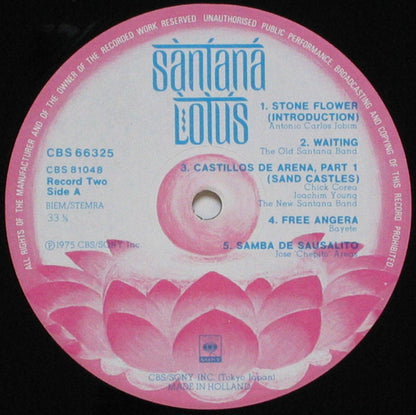 ALL RIGHTS OF THE MANUFACTURER AND OF THE OWNER OF THE RECORDED WORK RESERVED UNAUTHORISED PUBLIC PERFORMANCE, BROADCASTING AND COPYING OF THIS RECORD PROHIBITED
Santana
Lotus
CBS 66325
CBS 81048
Record Two
Side A
BIEM/STEMRA
33 ⅓
1. STONE FLOWER
(INTRODUCTION)
Antonio Carlos Jobim
2. WAITING
The Old Santana Band
3. CASTILLOS DE ARENA, PART 1
(SAND CASTLES)
Chick Corea
Joachim Young
The New Santana Band
4. FREE ANGERA
Bayete
5. SAMBA DE SAUSALITO
Jose 'Chepito' Areas
℗ 1975 CBS/SONY Inc.
CBS/SONY INC. (Tokyo Japan)
MADE IN HOLLAND